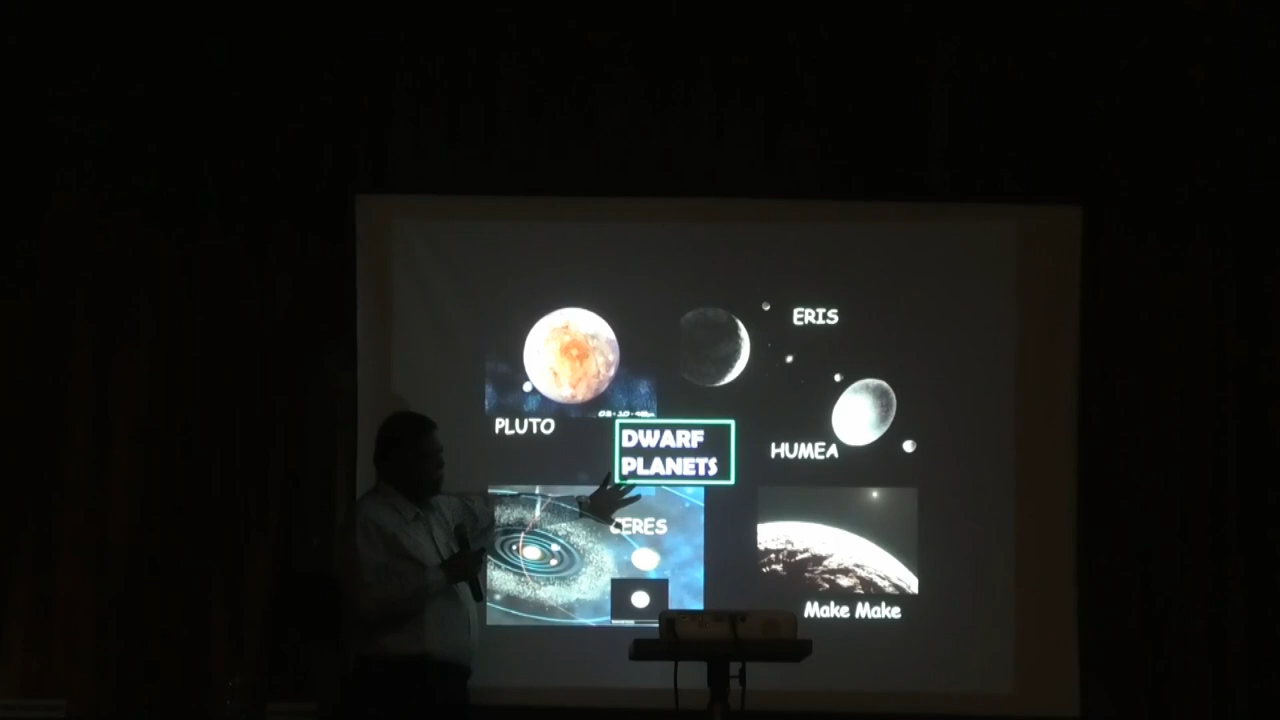 ERIS
PLUTO
DWARF
PLANETS
HUMEA
CERES
Make Make